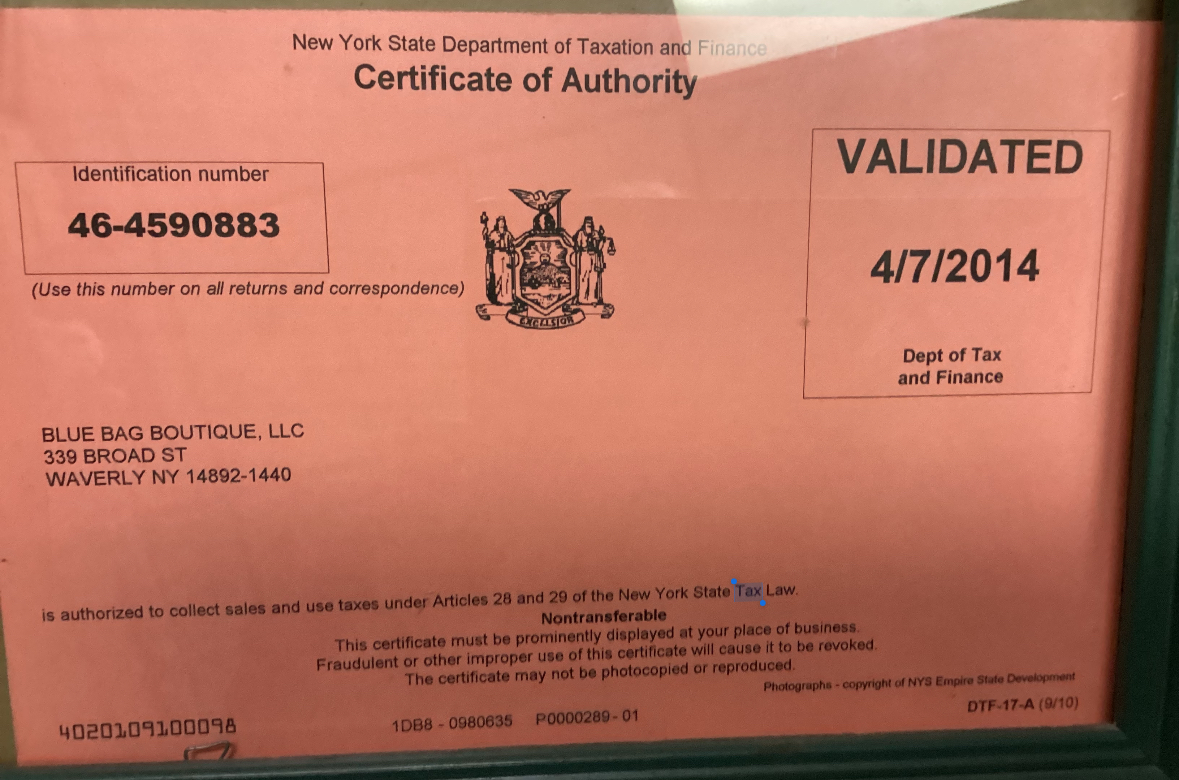 New York State Department of Taxation and Finance
Certificate of Authority
Identification number
46-4590883
(Use this number on all returns and correspondence)
VALIDATED
4/7/2014
Dept of Tax
and Finance
EXCELSIOR
BLUE BAG BOUTIQUE, LLC
339 BROAD ST
WAVERLY NY 14892-1440
is authorized to collect sales and use taxes under Articles 28 and 29 of the New York State Tax Law.
Nontransferable
This certificate must be prominently displayed at your place of business.
Fraudulent or other improper use of this certificate will cause it to be revoked.
The certificate may not be photocopied or reproduced.
Photographs - copyright of NYS Empire State Development
4020109100098
1DB8 - 0980635 P0000289 - 01
DTF-17-A (9/10)